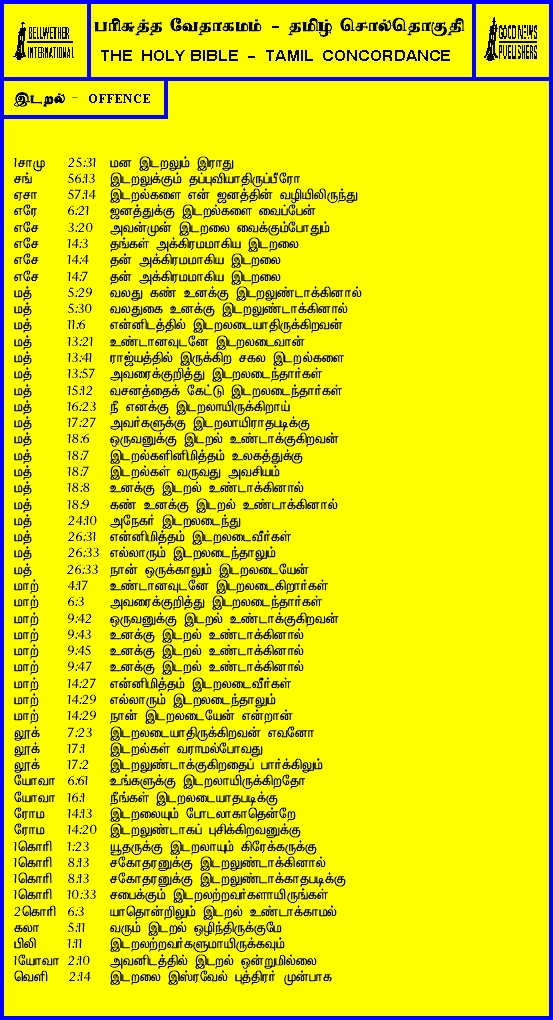 BELLWETHER
INTERNATIONAL
பரிசுத்த வேதாகமம் - தமிழ் சொல்தொகுதி
THE HOLY BIBLE - TAMIL CONCORDANCE
GOOD NEWS
PUBLISHERS
இடறல் - OFFENCE
1சாமு 25:31 மன இடறலும் இராது
சங் 56:13 இடறலுக்கும் தப்புவியாதிருப்பீரோ
ஏசா 57:14 இடறல்களை என் ஜனத்தின் வழியிலிருந்து
எரே 6:21 ஜனத்துக்கு இடறல்களை வைப்பேன்
எசே 3:20 அவன்முன் இடறலை வைக்கும்போதும்
எசே 14:3 தங்கள் அக்கிரமமாகிய இடறலை
எசே 14:4 தன் அக்கிரமமாகிய இடறலை
எசே 14:7 தன் அக்கிரமமாகிய இடறலை
மத் 5:29 வலது கண் உனக்கு இடறலுண்டாக்கினால்
மத் 5:30 வலதுகை உனக்கு இடறலுண்டாக்கினால்
மத் 11:6 என்னிடத்தில் இடறலடையாதிருக்கிறவன்
மத் 13:21 உண்டானவுடனே இடறலடைவான்
மத் 13:41 ராஜ்யத்தில் இருக்கிற சகல இடறல்களை
மத் 13:57 அவரைக்குறித்து இடறலடைந்தார்கள்
மத் 15:12 வசனத்தைக் கேட்டு இடறலடைந்தார்கள்
மத் 16:23 நீ எனக்கு இடறலாயிருக்கிறாய்
மத் 17:27 அவர்களுக்கு இடறலாயிராதபடிக்கு
மத் 18:6 ஒருவனுக்கு இடறல் உண்டாக்குகிறவன்
மத் 18:7 இடறல்களினிமித்தம் உலகத்துக்கு
மத் 18:7 இடறல்கள் வருவது அவசியம்
மத் 18:8 உனக்கு இடறல் உண்டாக்கினால்
மத் 18:9 கண் உனக்கு இடறல் உண்டாக்கினால்
மத் 24:10 அநேகர் இடறலடைந்து
மத் 26:31 என்னிமித்தம் இடறலடைவீர்கள்
மத் 26:33 எல்லாரும் இடறலடைந்தாலும்
மத் 26:33 நான் ஒருக்காலும் இடறலடையேன்
மாற் 4:17 உண்டானவுடனே இடறலடைகிறார்கள்
மாற் 6:3 அவரைக்குறித்து இடறலடைந்தார்கள்
மாற் 9:42 ஒருவனுக்கு இடறல் உண்டாக்குகிறவன்
மாற் 9:43 உனக்கு இடறல் உண்டாக்கினால்
மாற் 9:45 உனக்கு இடறல் உண்டாக்கினால்
மாற் 9:47 உனக்கு இடறல் உண்டாக்கினால்
மாற் 14:27 என்னிமித்தம் இடறலடைவீர்கள்
மாற் 14:29 எல்லாரும் இடறலடைந்தாலும்
மாற் 14:29 நான் இடறலடையேன் என்றான்
லூக் 7:23 இடறலடையாதிருக்கிறவன் எவனோ
லூக் 17:1 இடறல்கள் வராமல்போவது
லூக் 17:2 இடறலுண்டாக்குகிறதைப் பார்க்கிலும்
யோவா 6:61 உங்களுக்கு இடறலாயிருக்கிறதோ
யோவா 16:1 நீங்கள் இடறலடையாதபடிக்கு
ரோம 14:13 இடறலையும் போடலாகாதென்றே
ரோம 14:20 இடறலுண்டாகப் புசிக்கிறவனுக்கு
1கொரி 1:23 யூதருக்கு இடறலாயும் கிரேக்கருக்கு
1கொரி 8:13 சகோதரனுக்கு இடறலுண்டாக்கினால்
1கொரி 8:13 சகோதரனுக்கு இடறலுண்டாக்காதபடிக்கு
1கொரி 10:33 சபைக்கும் இடறலற்றவர்களாயிருங்கள்
2கொரி 6:3 யாதொன்றிலும் இடறல் உண்டாக்காமல்
கலா 5:11 வரும் இடறல் ஒழிந்திருக்குமே
பிலி 1:11 இடறலற்றவர்களுமாயிருக்கவும்
1யோவா 2:10 அவனிடத்தில் இடறல் ஒன்றுமில்லை
வெளி 2:14 இடறலை இஸ்ரவேல் புத்திரர் முன்பாக